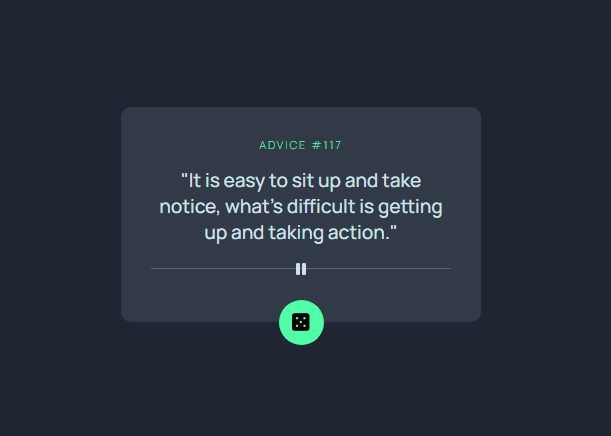 ADVICE #117
"It is easy to sit up and take
notice, what's difficult is getting
up and taking action."